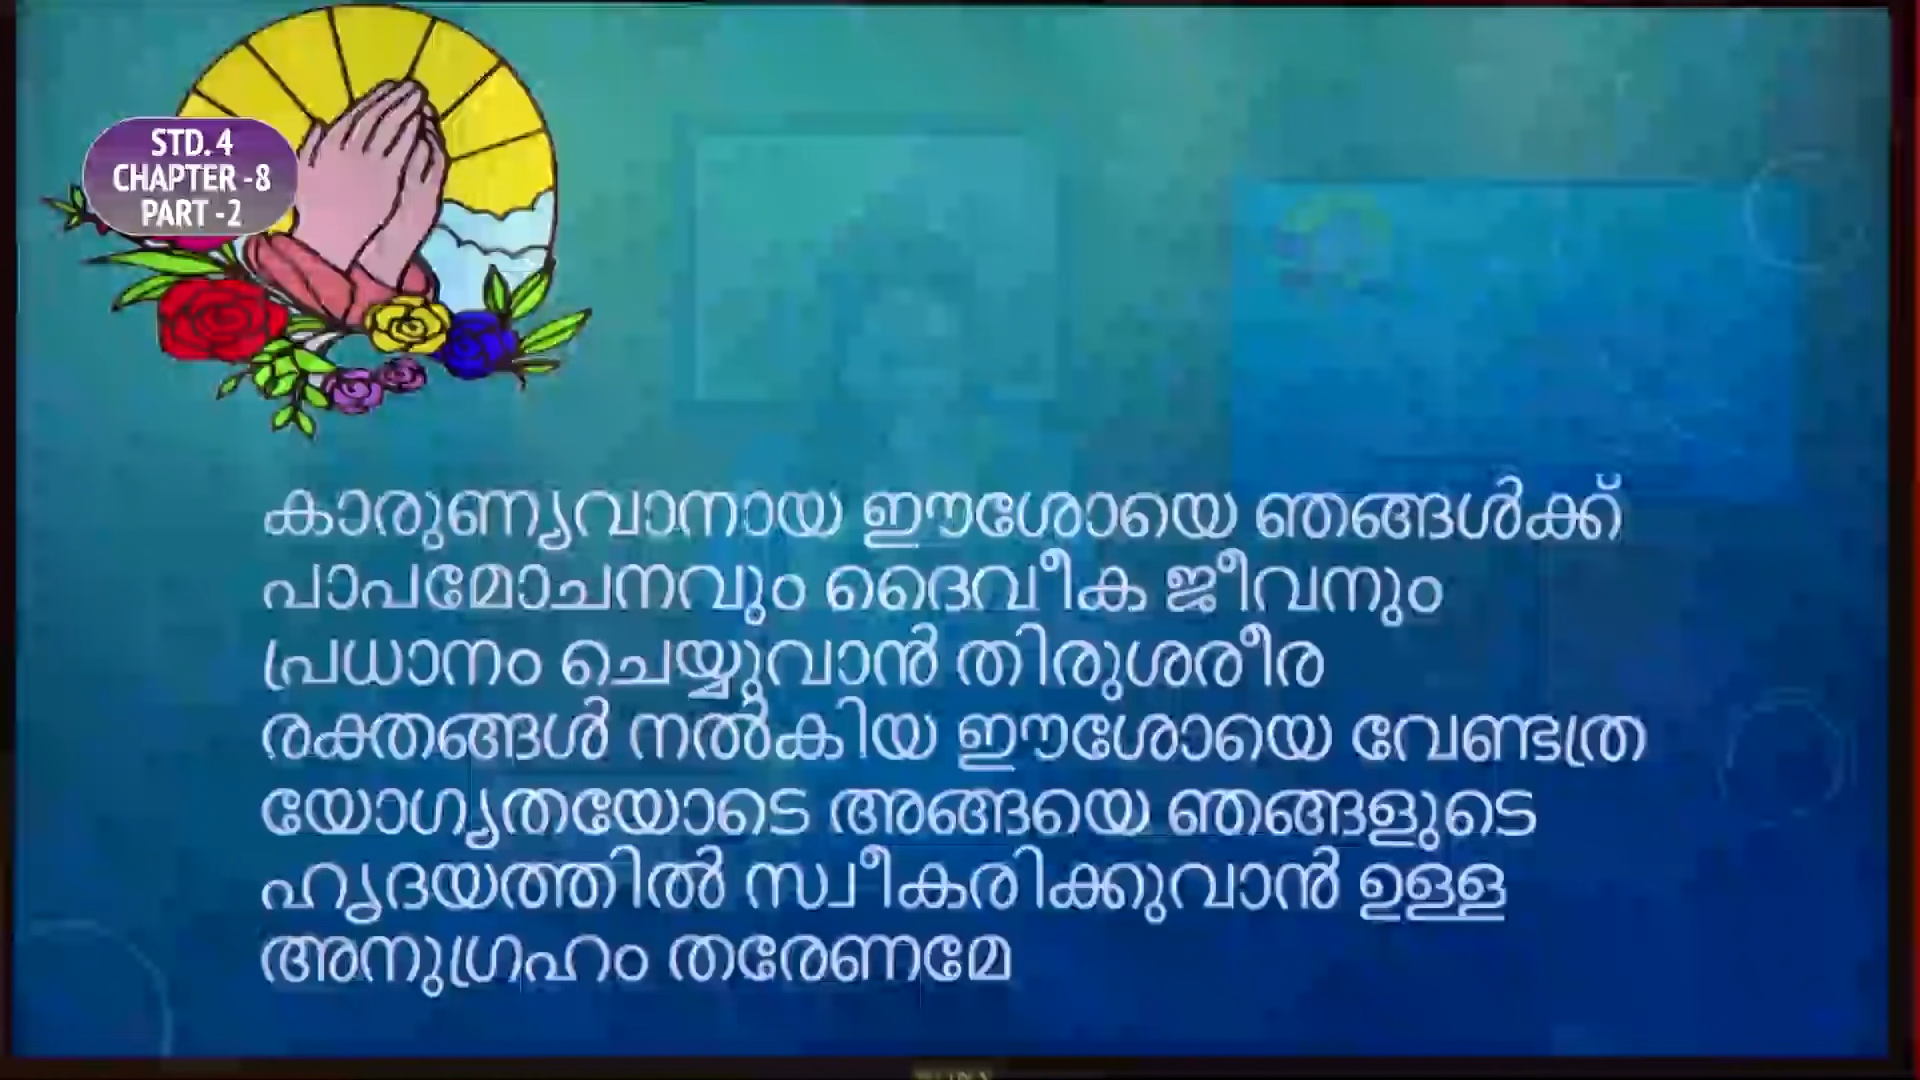 STD. 4
CHAPTER -8
PART -2
കാരുണ്യവാനായ ഈശോയെ ഞങ്ങൾക്ക്
പാപമോചനവും ദൈവീക ജീവനും
പ്രധാനം ചെയ്യുവാൻ തിരുശരീര
രക്തങ്ങൾ നൽകിയ ഈശോയെ വേണ്ടത്ര
യോഗ്യതയോടെ അങ്ങയെ ഞങ്ങളുടെ
ഹൃദയത്തിൽ സ്വീകരിക്കുവാൻ ഉള്ള
അനുഗ്രഹം തരേണമേ